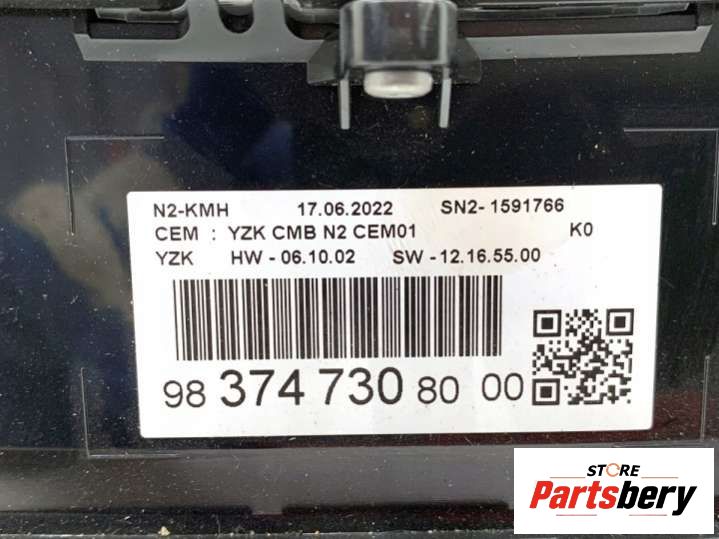 N2-KMH 17.06.2022 SN2- 1591766
CEM : YZK CMB N2 CEM01 K0
YZK HW - 06.10.02 SW - 12.16.55.00
98 374 730 80 00
STORE
Partsbery